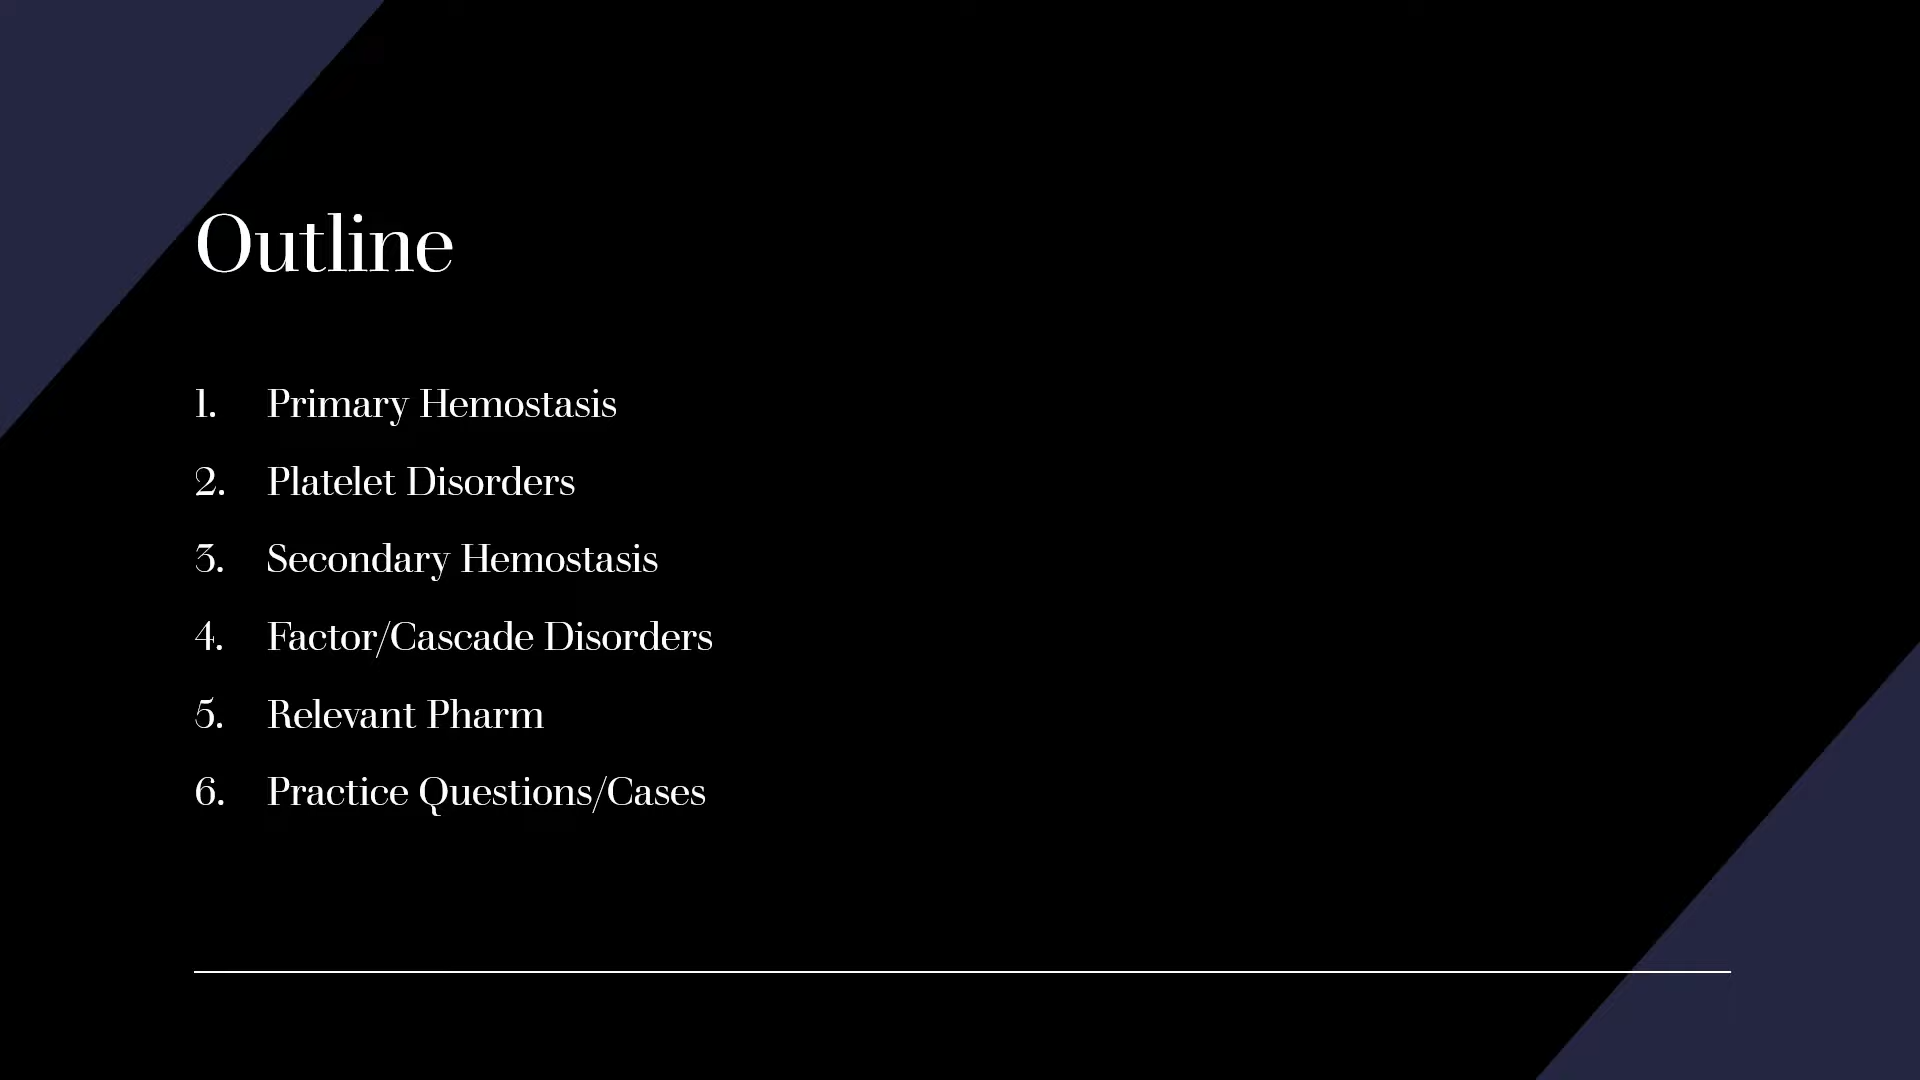 Outline
1. Primary Hemostasis
2. Platelet Disorders
3. Secondary Hemostasis
4. Factor/Cascade Disorders
5. Relevant Pharm
6. Practice Questions/Cases